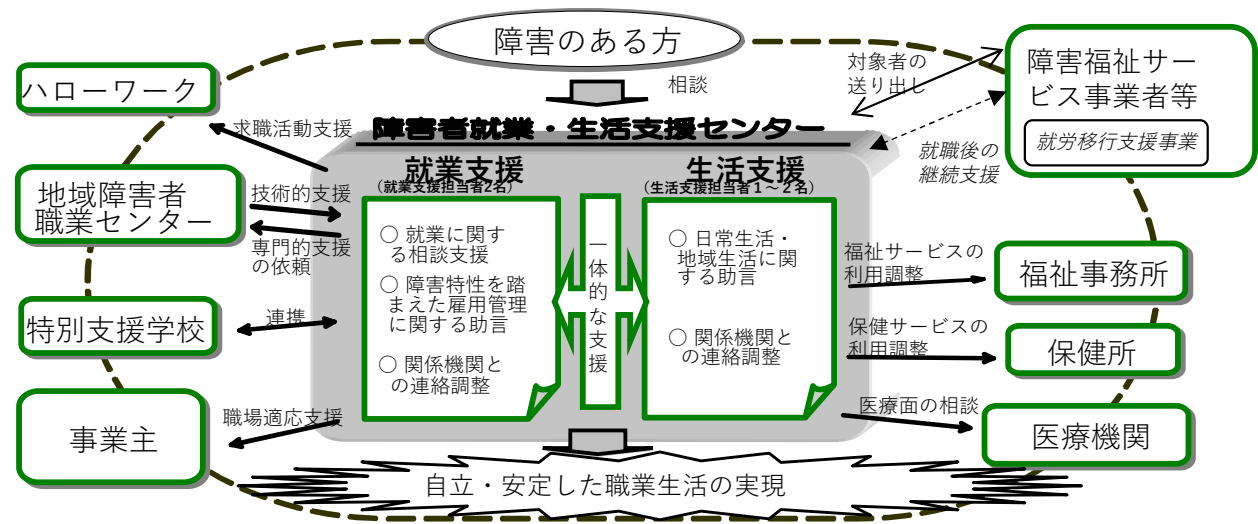 障害のある方
相談
対象者の
送り出し
障害福祉サー
ビス事業者等
就労移行支援事業
就職後の
継続支援
ハローワーク
求職活動支援
地域障害者
職業センター
技術的支援
専門的支援
の依頼
特別支援学校
連携
事業主
職場適応支援
障害者就業・生活支援センター
就業支援
（就業支援担当者2名）
○ 就業に関す
る相談支援
○ 障害特性を踏
まえた雇用管理
に関する助言
○ 関係機関と
の連絡調整
一体的な支援
生活支援
（生活支援担当者１～２名）
○ 日常生活・
地域生活に関
する助言
○ 関係機関と
の連絡調整
福祉サービスの
利用調整
福祉事務所
保健サービスの
利用調整
保健所
医療面の相談
医療機関
自立・安定した職業生活の実現